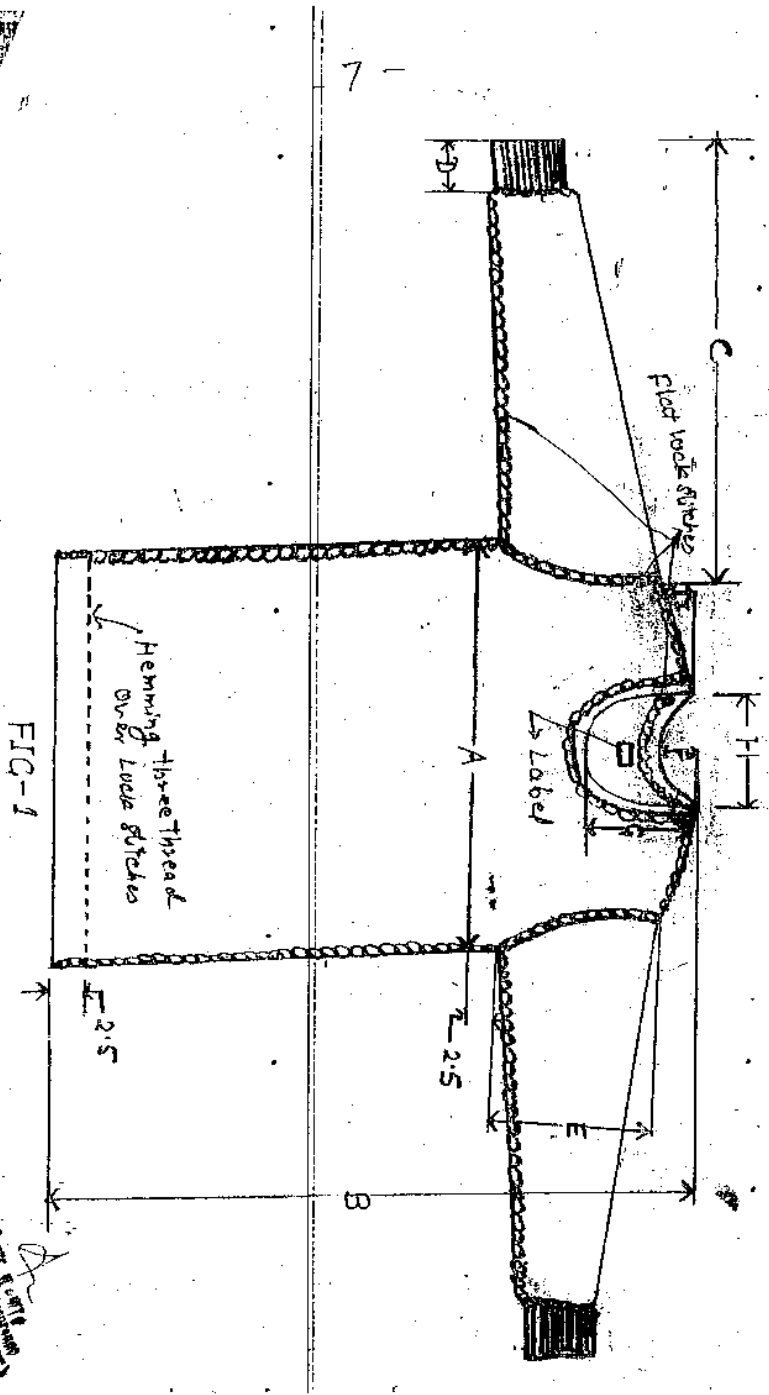 7 -
C
D
Flat Lock Stitches
H
F
G
Label
A
2.5
E
B
Hemming three Thread
Over Lock Stitches
2.5
FIG-1